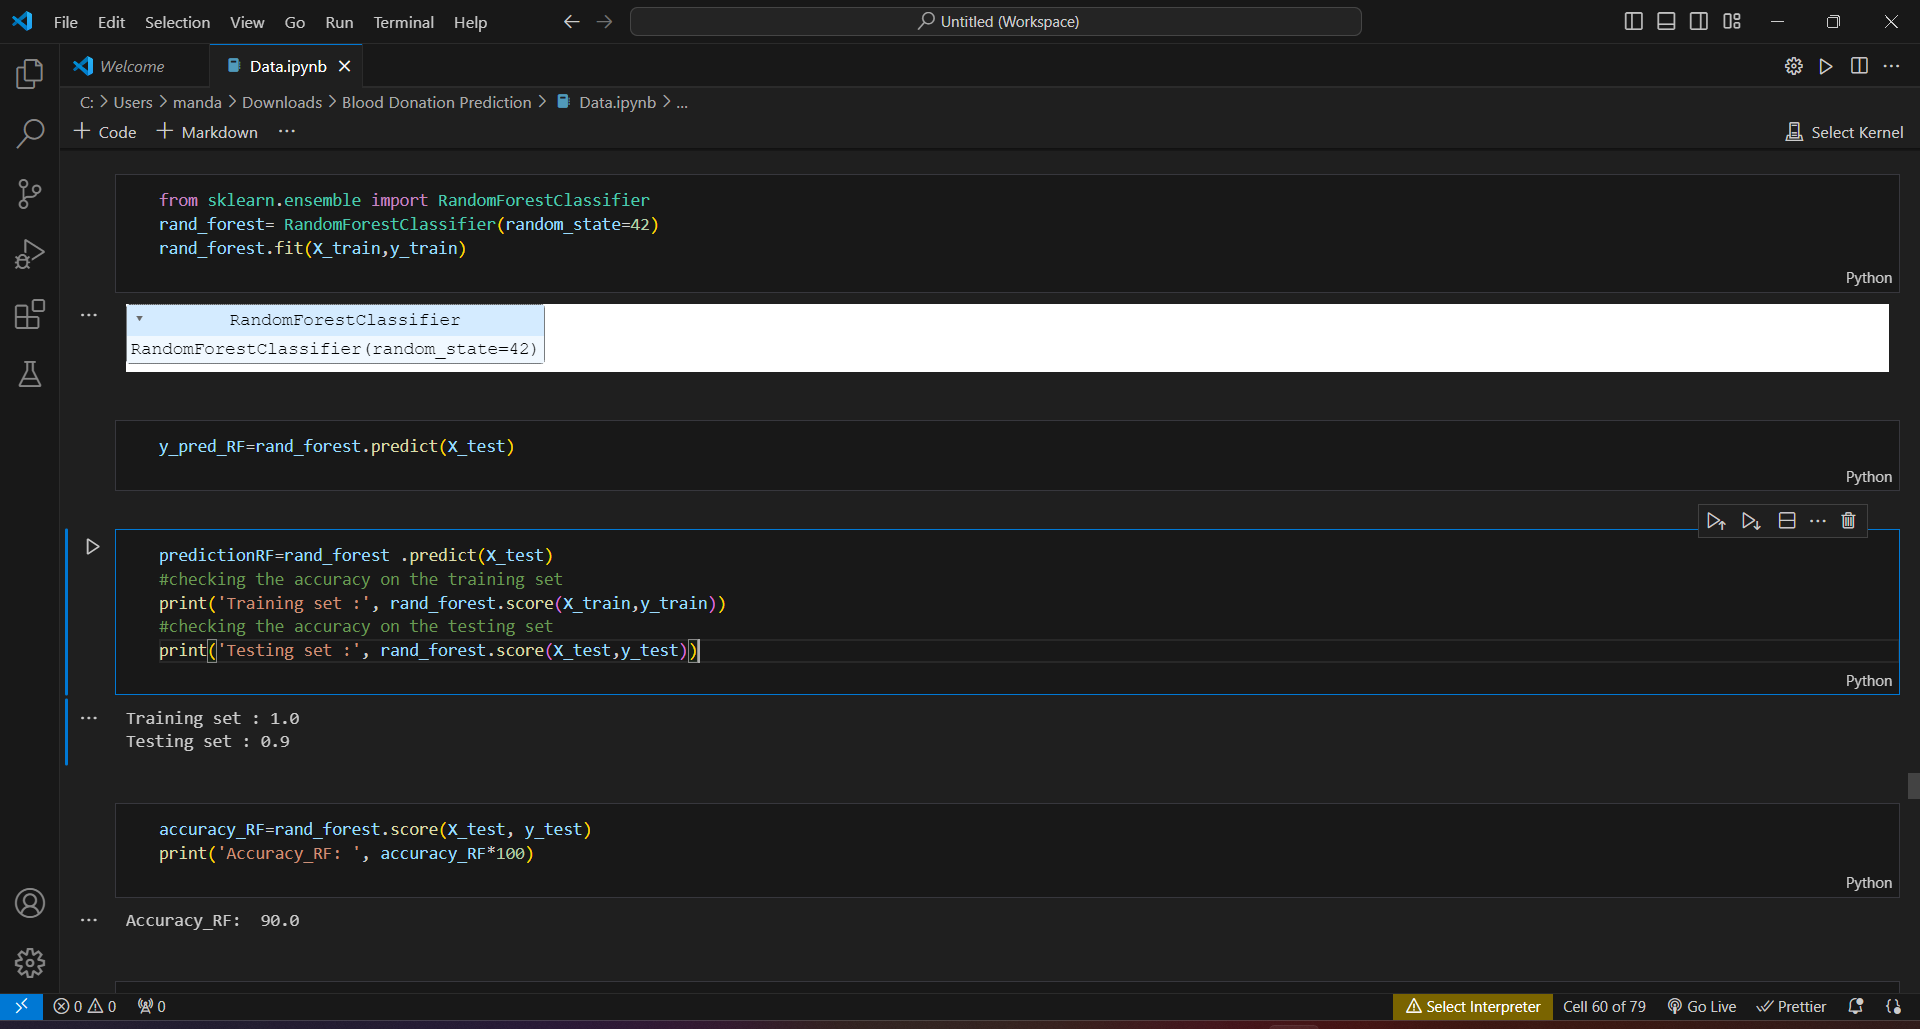 File Edit Selection View Go Run Terminal Help Untitled (Workspace)
Welcome Data.ipynb
C: > Users > manda > Downloads > Blood Donation Prediction > Data.ipynb > ...
+ Code + Markdown ... Select Kernel
from sklearn.ensemble import RandomForestClassifier
rand_forest= RandomForestClassifier(random_state=42)
rand_forest.fit(X_train,y_train)
Python
RandomForestClassifier
RandomForestClassifier(random_state=42)
y_pred_RF=rand_forest.predict(X_test)
Python
predictionRF=rand_forest .predict(X_test)
#checking the accuracy on the training set
print('Training set :', rand_forest.score(X_train,y_train))
#checking the accuracy on the testing set
print('Testing set :', rand_forest.score(X_test,y_test))
Python
Training set : 1.0
Testing set : 0.9
accuracy_RF=rand_forest.score(X_test, y_test)
print('Accuracy_RF: ', accuracy_RF*100)
Python
Accuracy_RF:  90.0
0 0 0 Select Interpreter Cell 60 of 79 Go Live Prettier